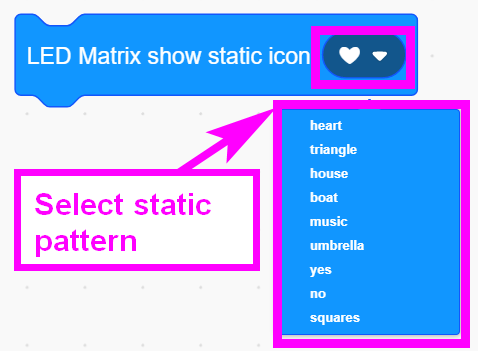 LED Matrix show static icon
Select static
pattern
heart
triangle
house
boat
music
umbrella
yes
no
squares